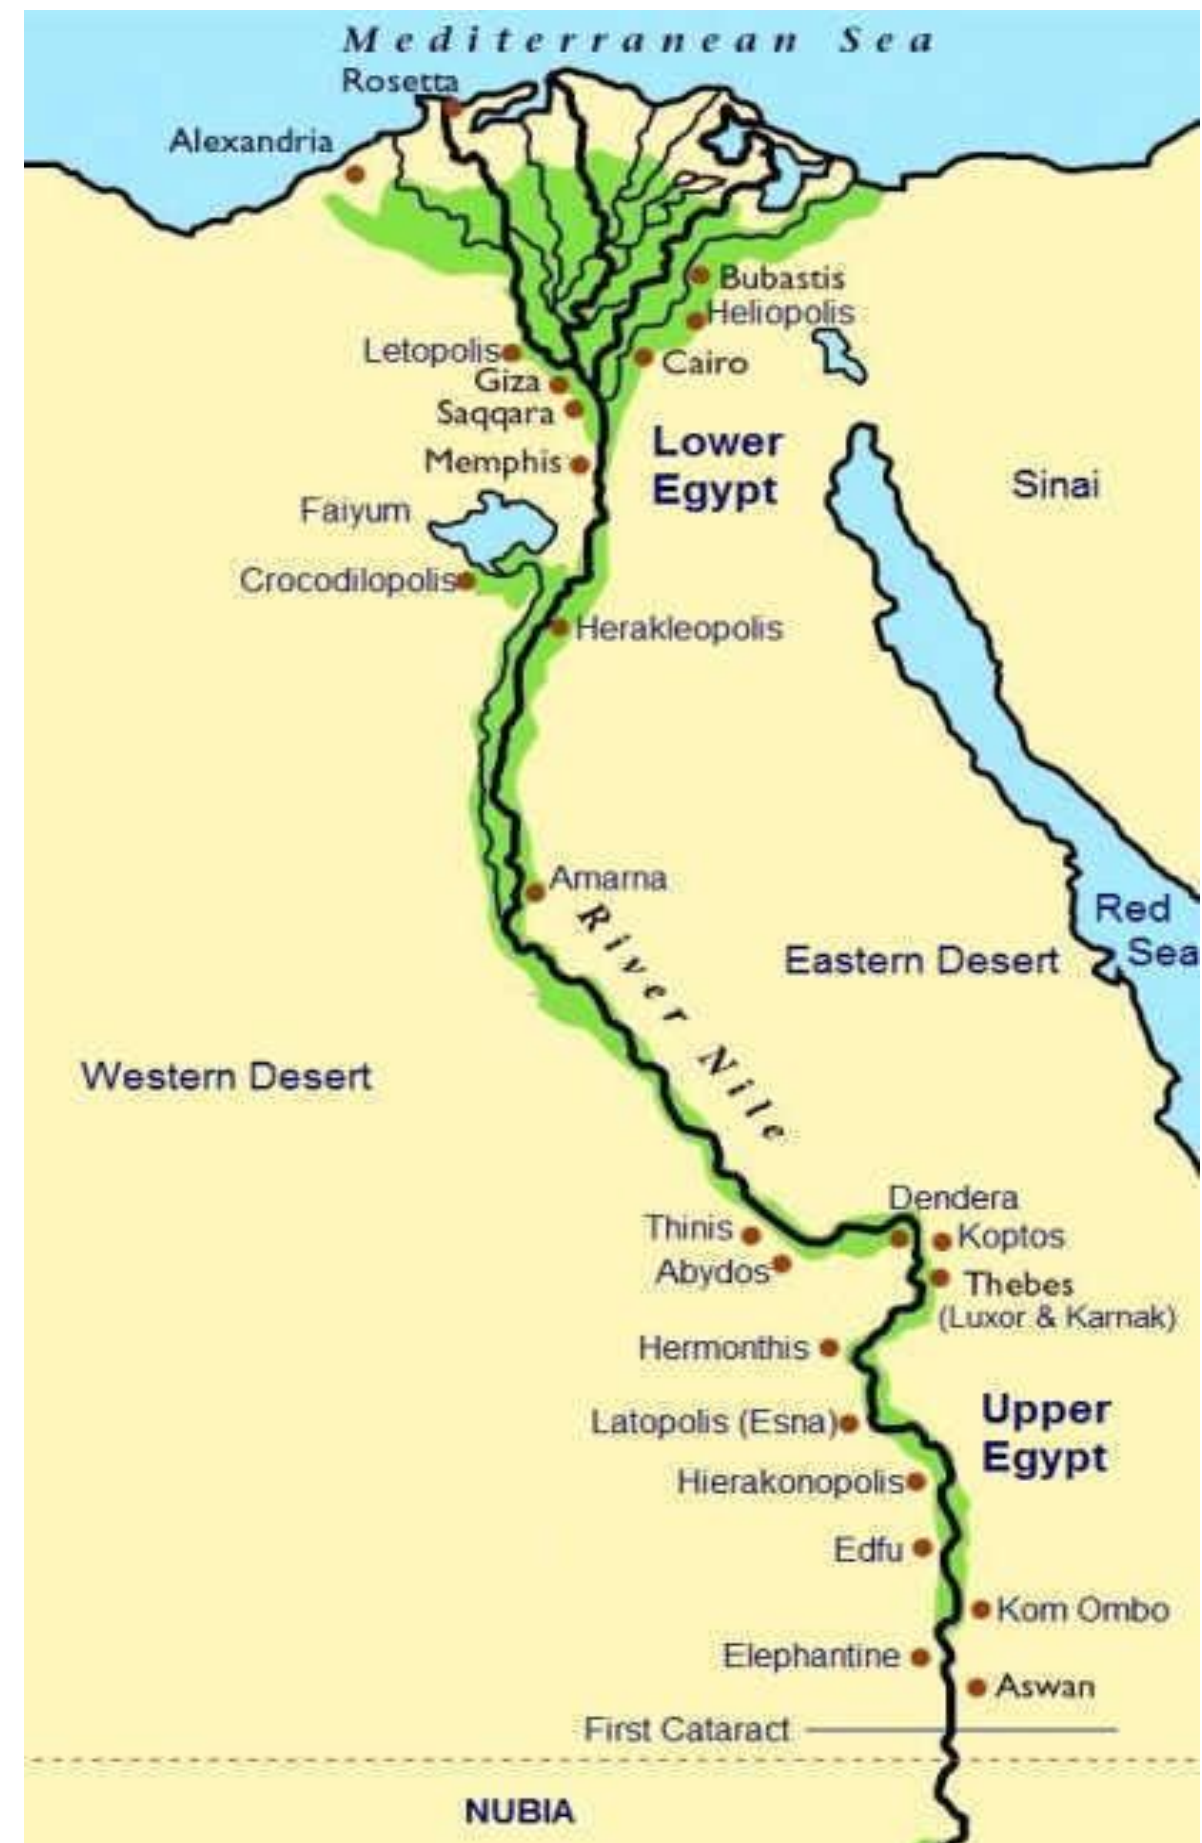 Mediterranean Sea
Rosetta
Alexandria
Bubastis
Heliopolis
Letopolis
Cairo
Giza
Saqqara
Lower
Egypt
Memphis
Sinai
Faiyum
Crocodilopolis
Herakleopolis
Amarna
River Nile
Red
Sea
Eastern Desert
Western Desert
Dendera
Thinis
Koptos
Abydos
Thebes
(Luxor & Karnak)
Hermonthis
Upper
Egypt
Latopolis (Esna)
Hierakonopolis
Edfu
Kom Ombo
Elephantine
Aswan
First Cataract
NUBIA